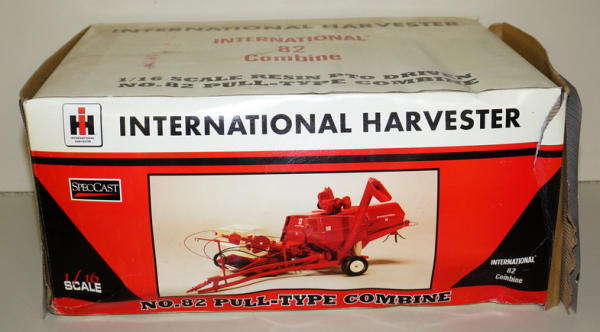 INTERNATIONAL
82
Combine
1/16 SCALE RESIN PTO DRIVEN
NO. 82 PULL-TYPE COMBINE
IH
INTERNATIONAL
HARVESTER
INTERNATIONAL HARVESTER
SPECCAST
1/16
SCALE
INTERNATIONAL
82
Combine
NO. 82 PULL-TYPE COMBINE